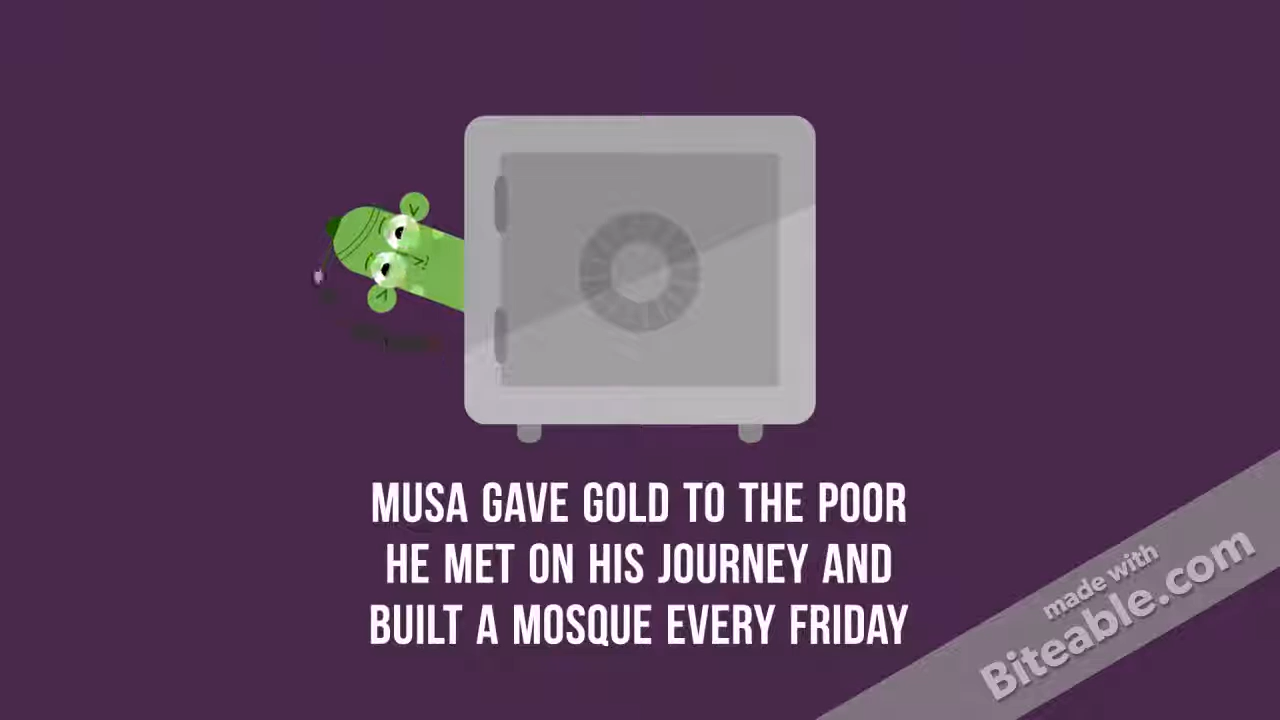 MUSA GAVE GOLD TO THE POOR
HE MET ON HIS JOURNEY AND
BUILT A MOSQUE EVERY FRIDAY
made with
Biteable.com